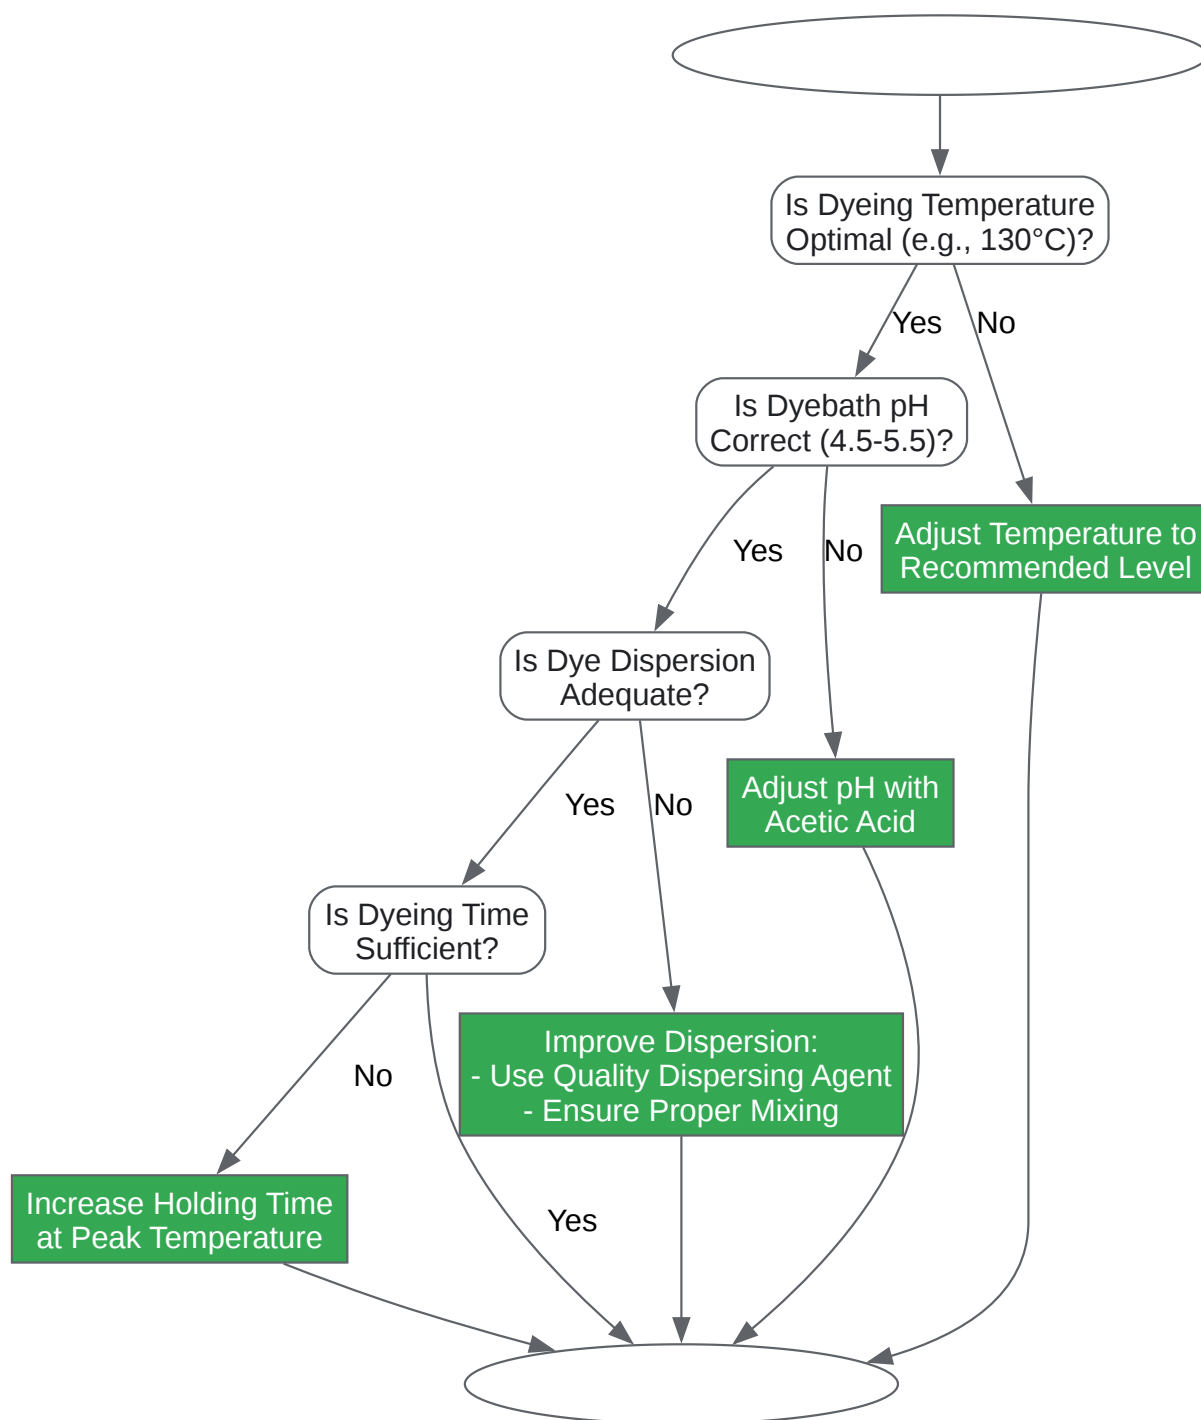 Is Dyeing Temperature
Optimal (e.g., 130°C)?
Yes
No
Is Dyebath pH
Correct (4.5-5.5)?
Yes
No
Adjust Temperature to
Recommended Level
Is Dye Dispersion
Adequate?
Yes
No
Adjust pH with
Acetic Acid
Is Dyeing Time
Sufficient?
No
Improve Dispersion:
- Use Quality Dispersing Agent
- Ensure Proper Mixing
Increase Holding Time
at Peak Temperature
Yes